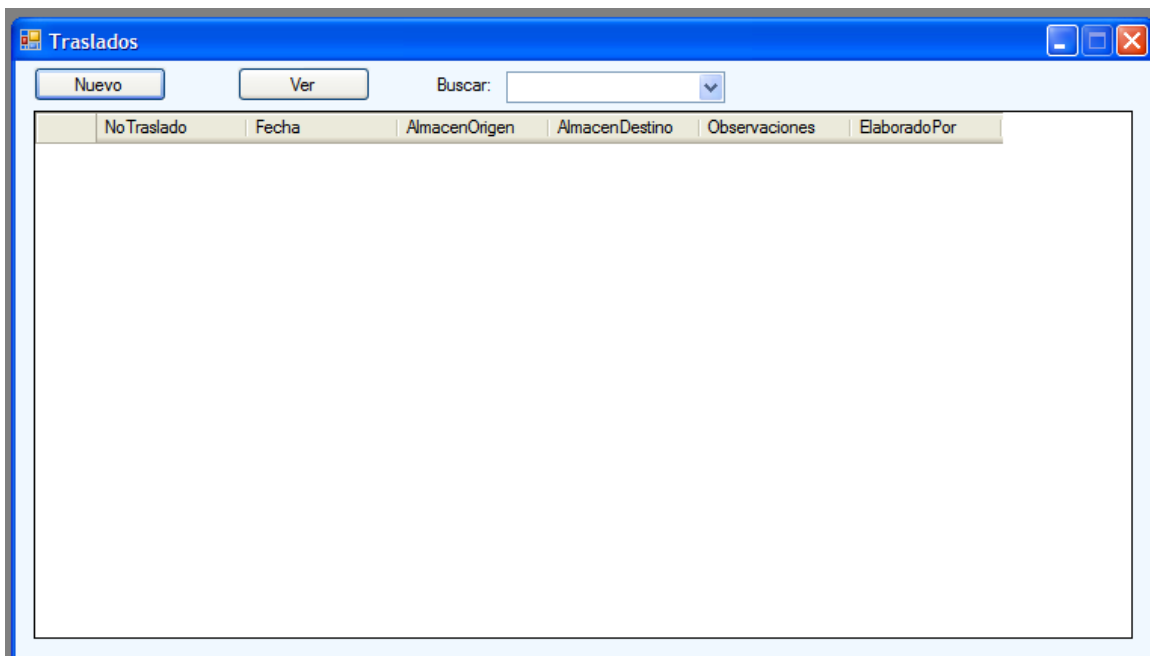 Traslados
Nuevo Ver Buscar:
NoTraslado Fecha AlmacenOrigen AlmacenDestino Observaciones ElaboradoPor